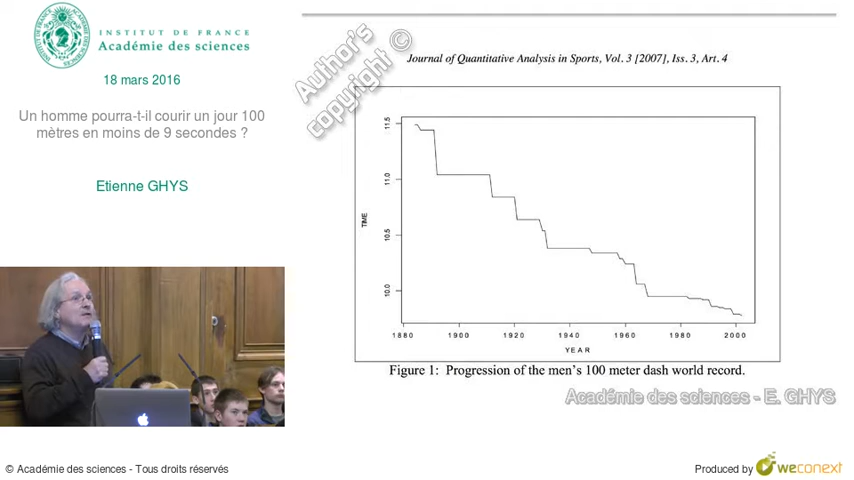 INSTITUT DE FRANCE
Académie des sciences
18 mars 2016
Un homme pourra-t-il courir un jour 100
mètres en moins de 9 secondes ?
Etienne GHYS
Author's
copyright ©
Journal of Quantitative Analysis in Sports, Vol. 3 [2007], Iss. 3, Art. 4
11.5
11.0
10.5
10.0
TIME
1880 1900 1920 1940 1960 1980 2000
YEAR
Figure 1: Progression of the men's 100 meter dash world record.
Académie des sciences - E. GHYS
© Académie des sciences - Tous droits réservés
Produced by weconext